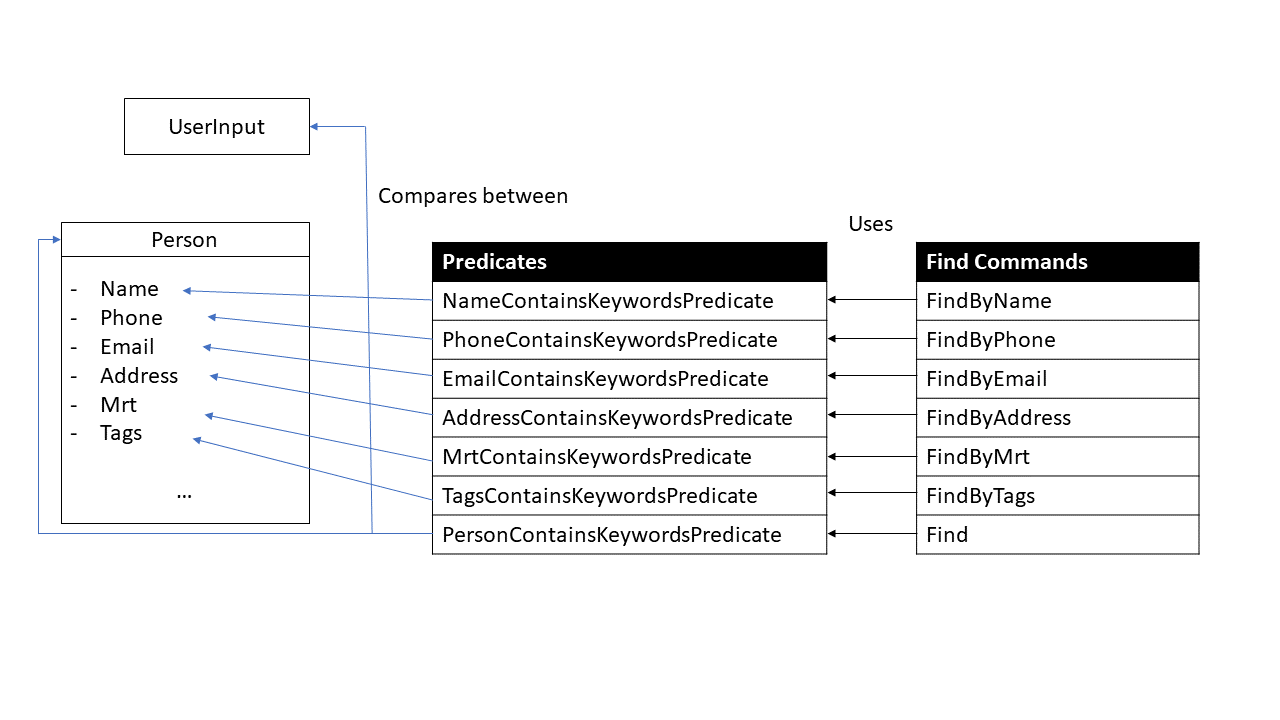 UserInput
Compares between
Uses
Person
- Name
- Phone
- Email
- Address
- Mrt
- Tags
...
Predicates
NameContainsKeywordsPredicate
PhoneContainsKeywordsPredicate
EmailContainsKeywordsPredicate
AddressContainsKeywordsPredicate
MrtContainsKeywordsPredicate
TagsContainsKeywordsPredicate
PersonContainsKeywordsPredicate
Find Commands
FindByName
FindByPhone
FindByEmail
FindByAddress
FindByMrt
FindByTags
Find